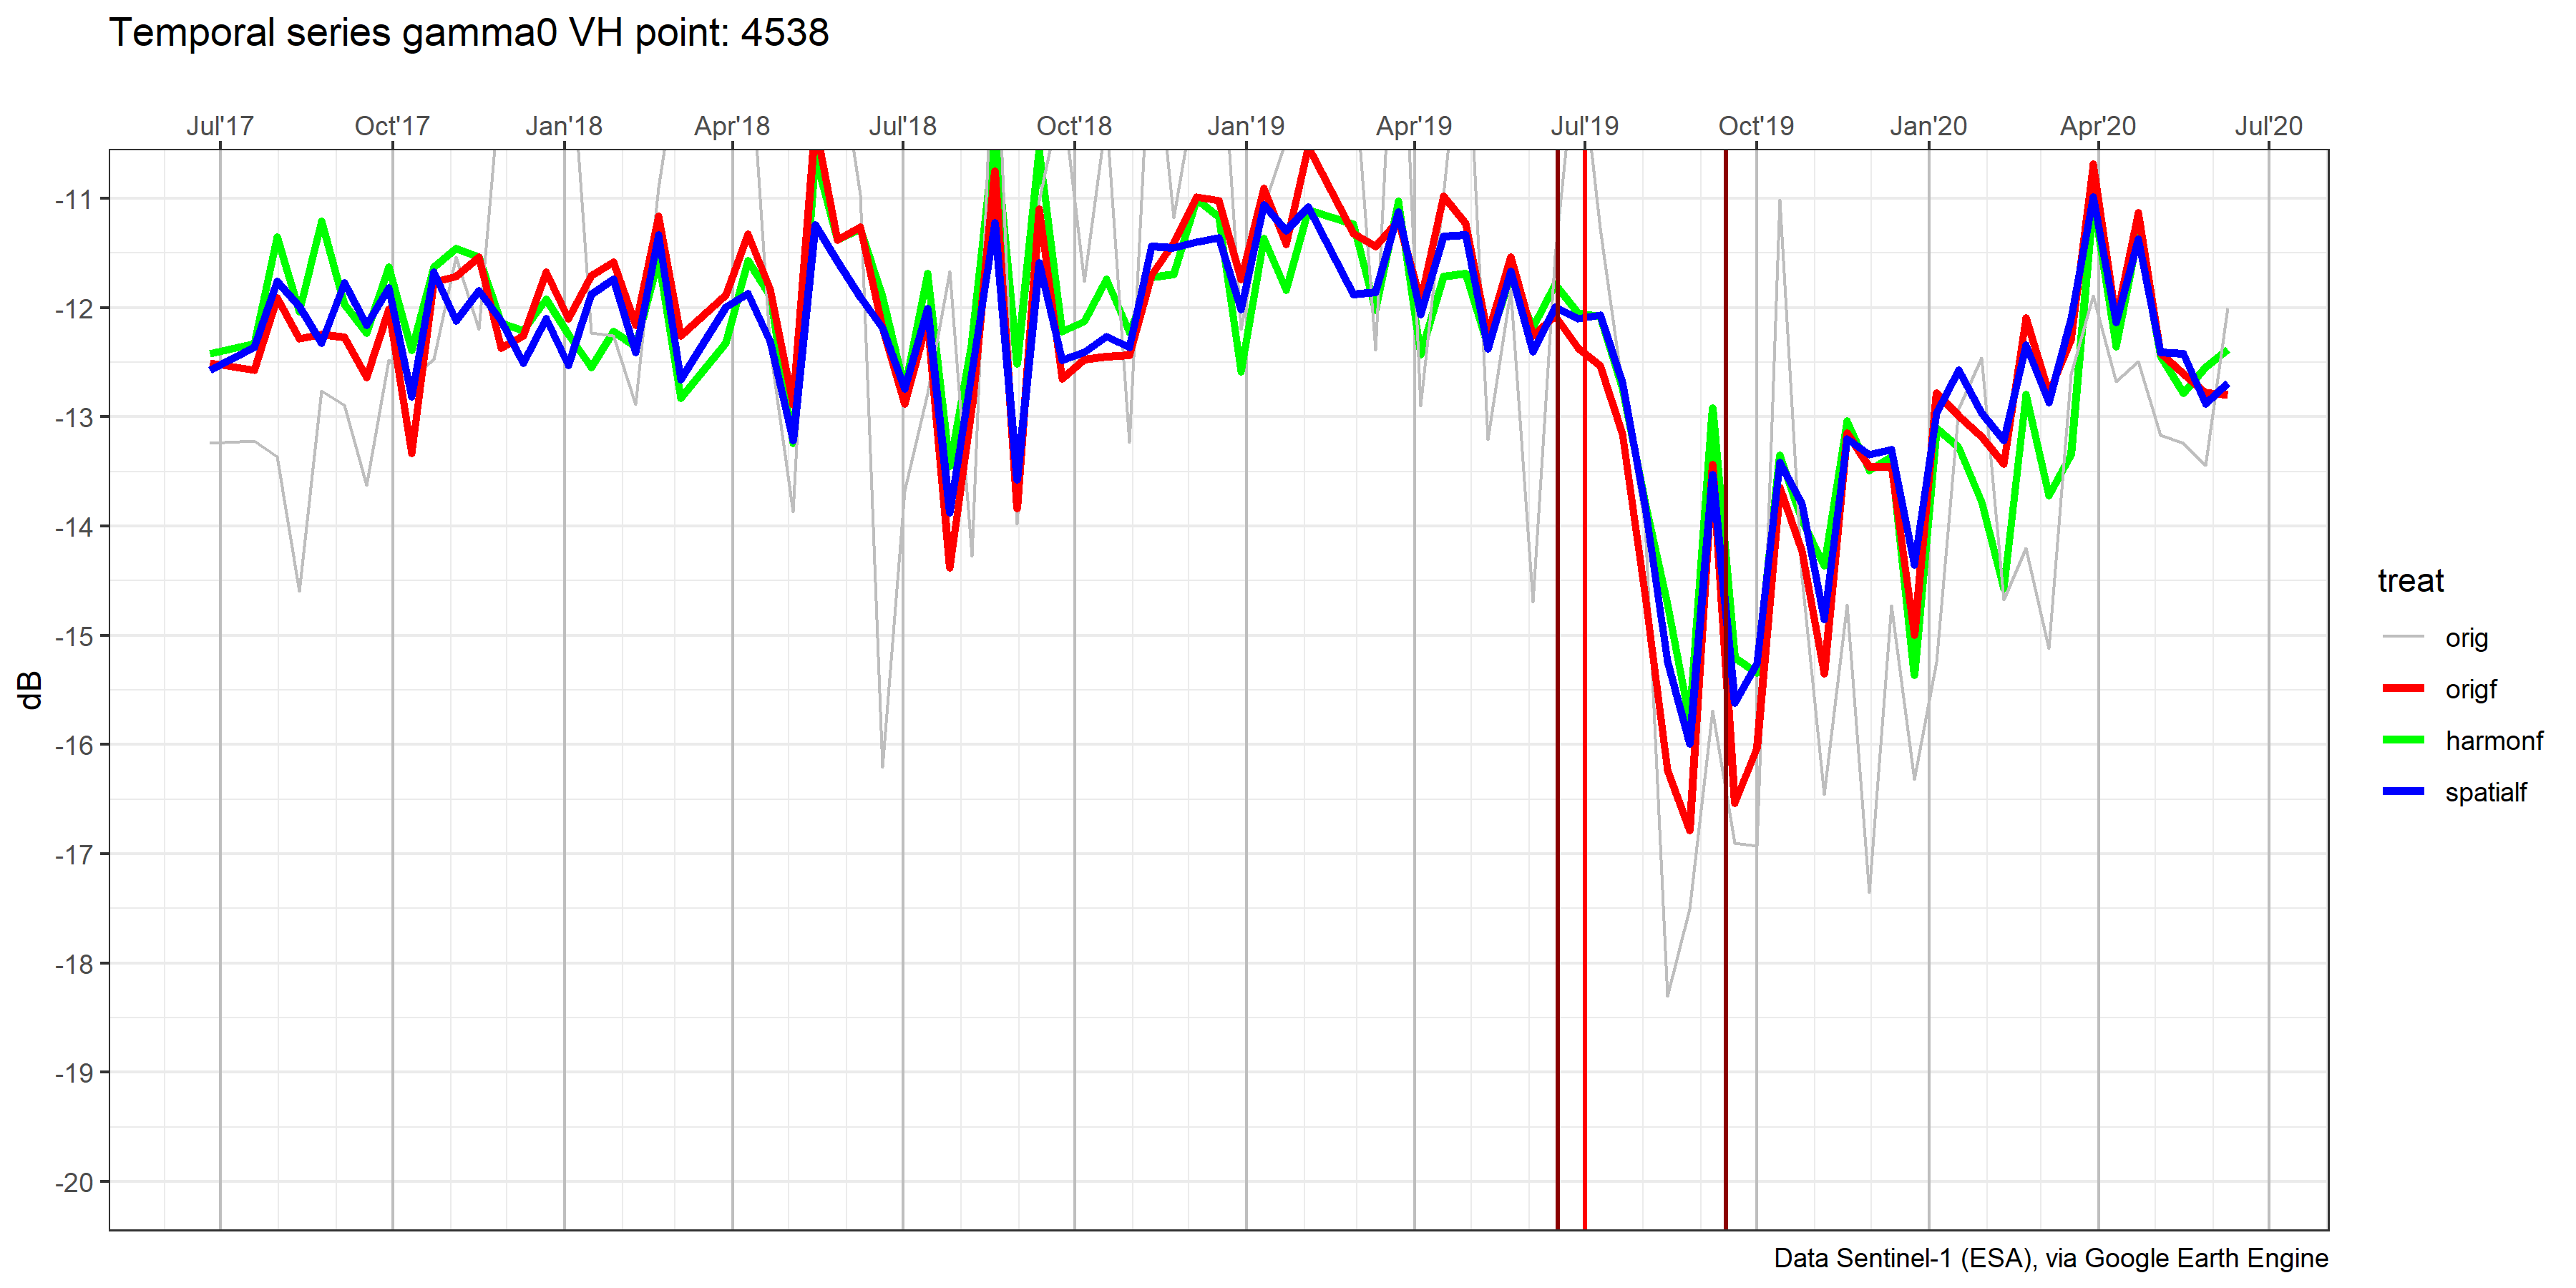 Temporal series gamma0 VH point: 4538
Jul'17 Oct'17 Jan'18 Apr'18 Jul'18 Oct'18 Jan'19 Apr'19 Jul'19 Oct'19 Jan'20 Apr'20 Jul'20
-11
-12
-13
-14
-15
-16
-17
-18
-19
-20
dB
treat
orig
origf
harmonf
spatialf
Data Sentinel-1 (ESA), via Google Earth Engine